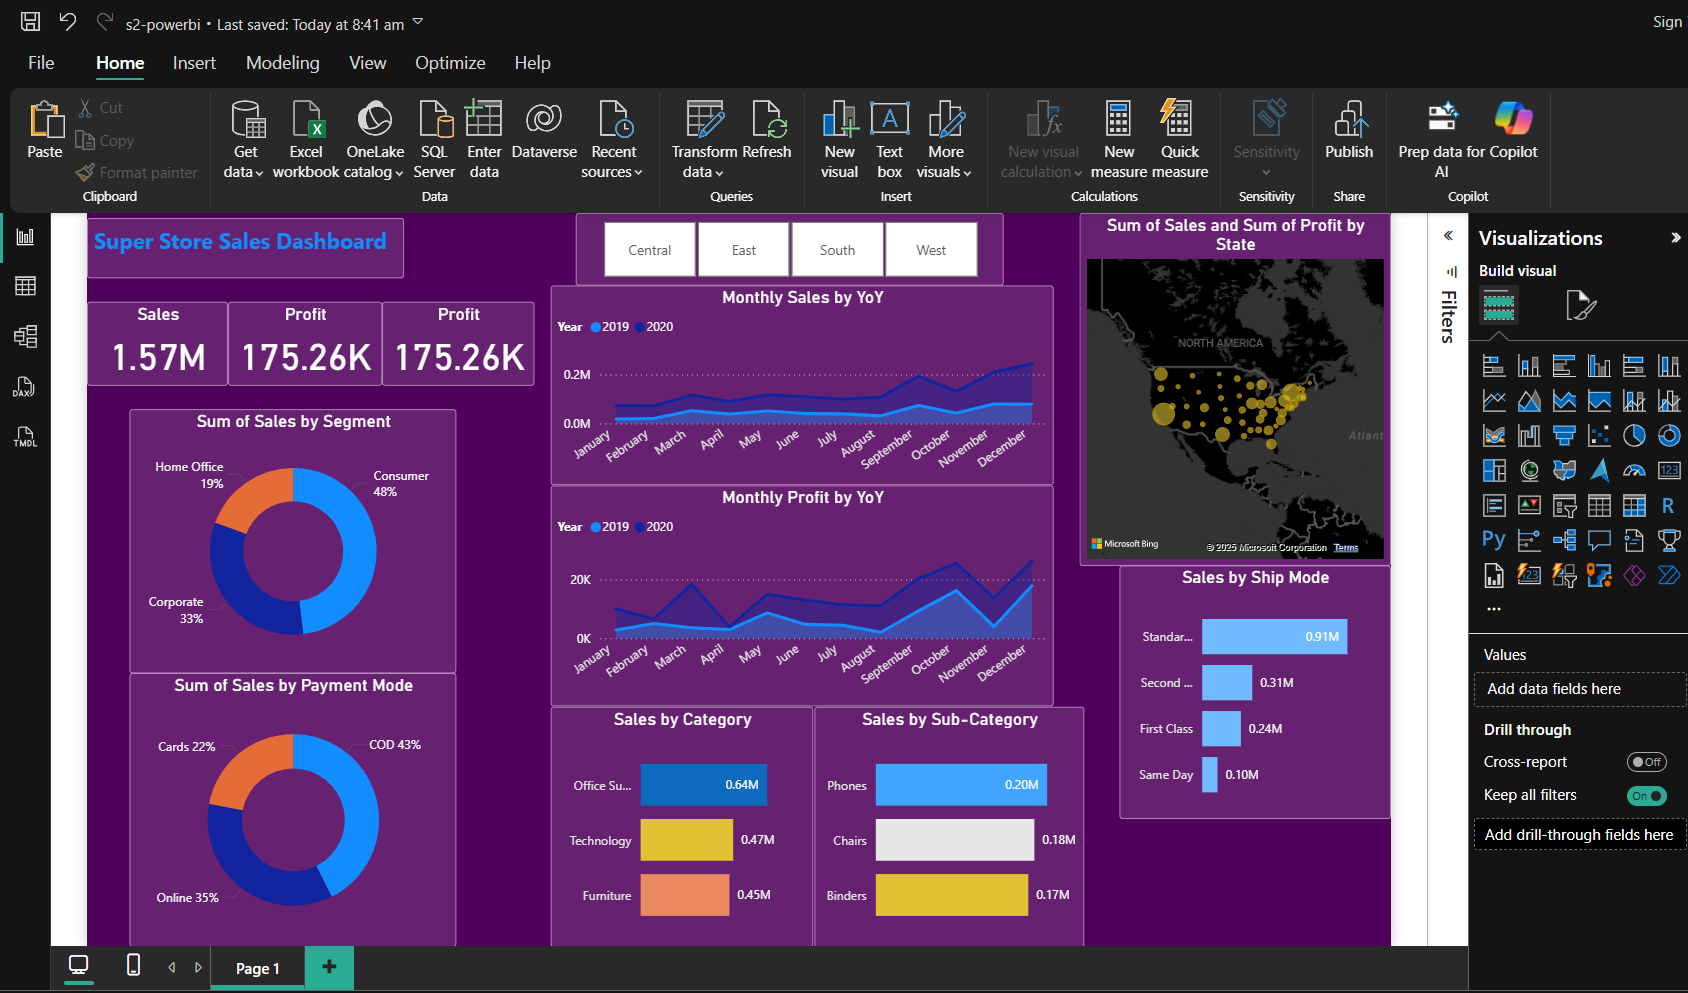 s2-powerbi • Last saved: Today at 8:41 am
Sign
File
Home
Insert
Modeling
View
Optimize
Help
Paste
Cut
Copy
Format painter
Clipboard
Get data
Excel workbook
OneLake catalog
SQL Server
Enter data
Dataverse
Recent sources
Data
Transform data
Refresh
Queries
New visual
Text box
More visuals
Insert
New visual calculation
New measure
Quick measure
Calculations
Sensitivity
Sensitivity
Publish
Share
Prep data for AI
Copilot
Copilot
DAX
TMDL
Super Store Sales Dashboard
Central
East
South
West
Sales
1.57M
Profit
175.26K
Profit
175.26K
Sum of Sales by Segment
Home Office
19%
Consumer
48%
Corporate
33%
Sum of Sales by Payment Mode
Cards 22%
COD 43%
Online 35%
Monthly Sales by YoY
Year 2019 2020
0.2M
0.0M
January
February
March
April
May
June
July
August
September
October
November
December
Monthly Profit by YoY
Year 2019 2020
20K
0K
January
February
March
April
May
June
July
August
September
October
November
December
Sales by Category
Office Su... 0.64M
Technology 0.47M
Furniture 0.45M
Sales by Sub-Category
Phones 0.20M
Chairs 0.18M
Binders 0.17M
Sum of Sales and Sum of Profit by
State
NORTH AMERICA
Atlant
Microsoft Bing
© 2025 Microsoft Corporation Terms
Sales by Ship Mode
Standar... 0.91M
Second ... 0.31M
First Class 0.24M
Same Day 0.10M
Filters
Visualizations
Build visual
123
R
Py
123
Values
Add data fields here
Drill through
Cross-report
Off
Keep all filters
On
Add drill-through fields here
Page 1